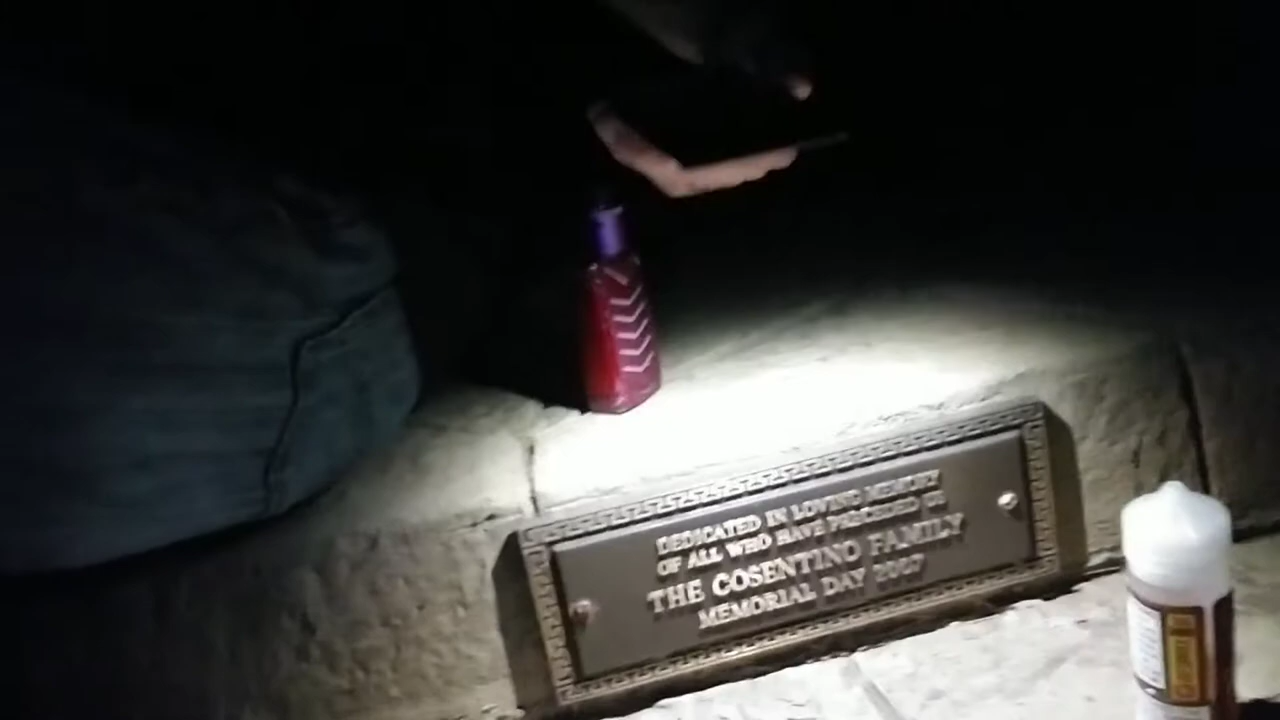 DEDICATED IN LOVING MEMORY
OF ALL WHO HAVE PRECEDED US
THE COSENTINO FAMILY
MEMORIAL DAY 2007